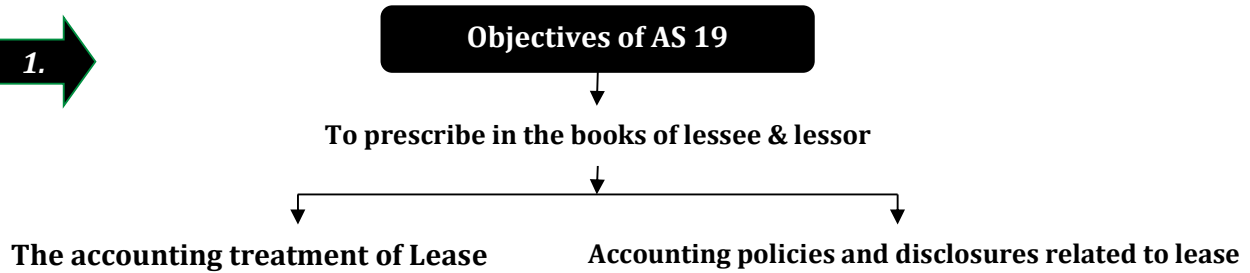 Objectives of AS 19
1.
To prescribe in the books of lessee & lessor
The accounting treatment of Lease
Accounting policies and disclosures related to lease